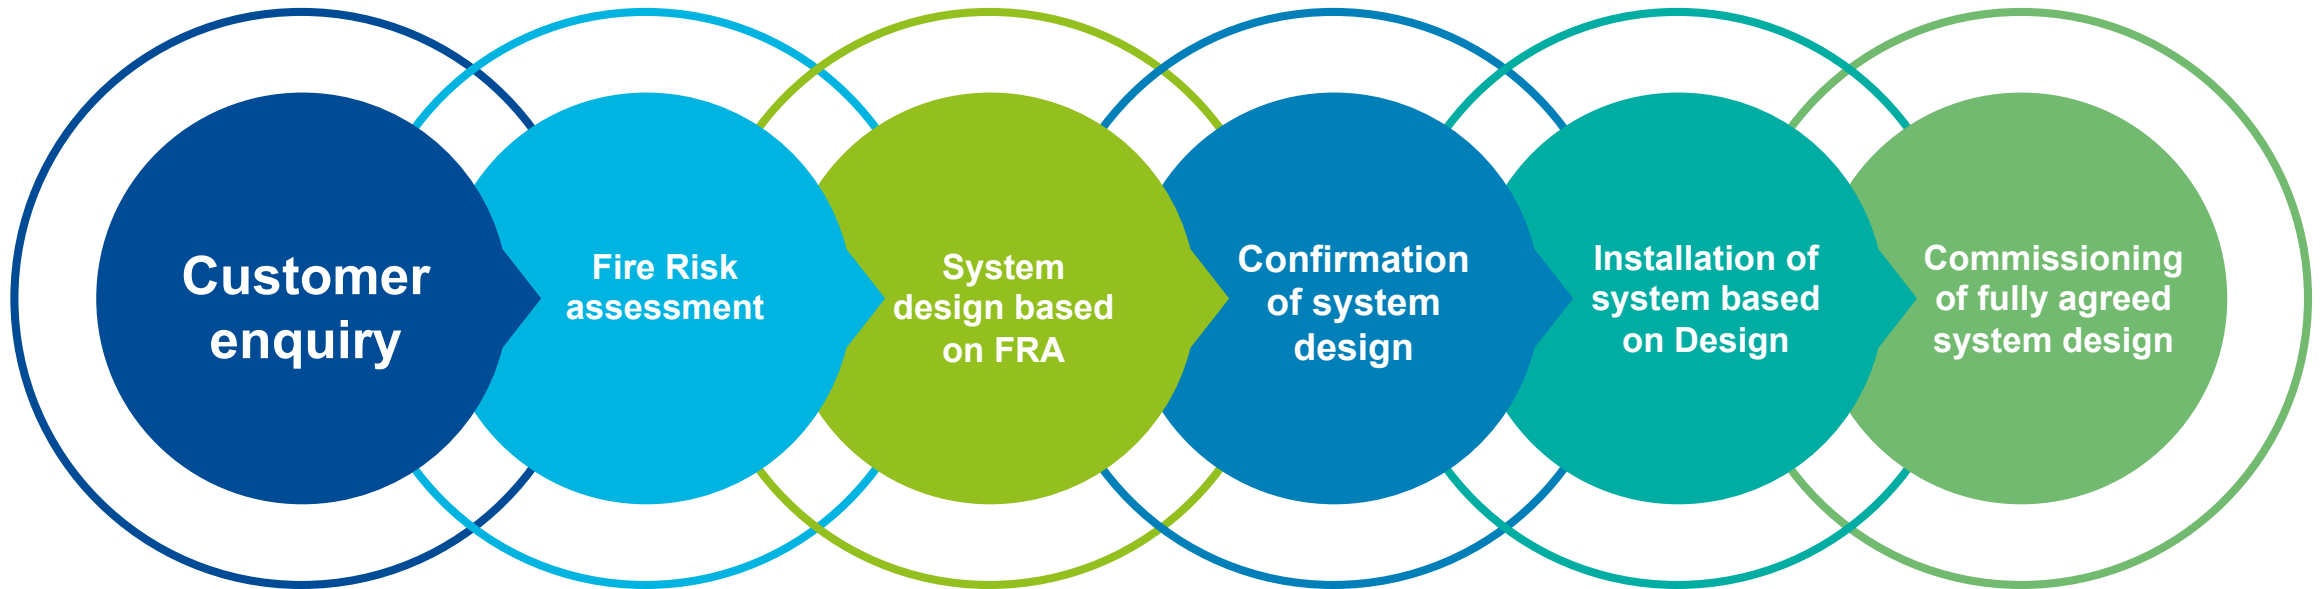 Customer
enquiry
Fire Risk
assessment
System
design based
on FRA
Confirmation
of system
design
Installation of
system based
on Design
Commissioning
of fully agreed
system design